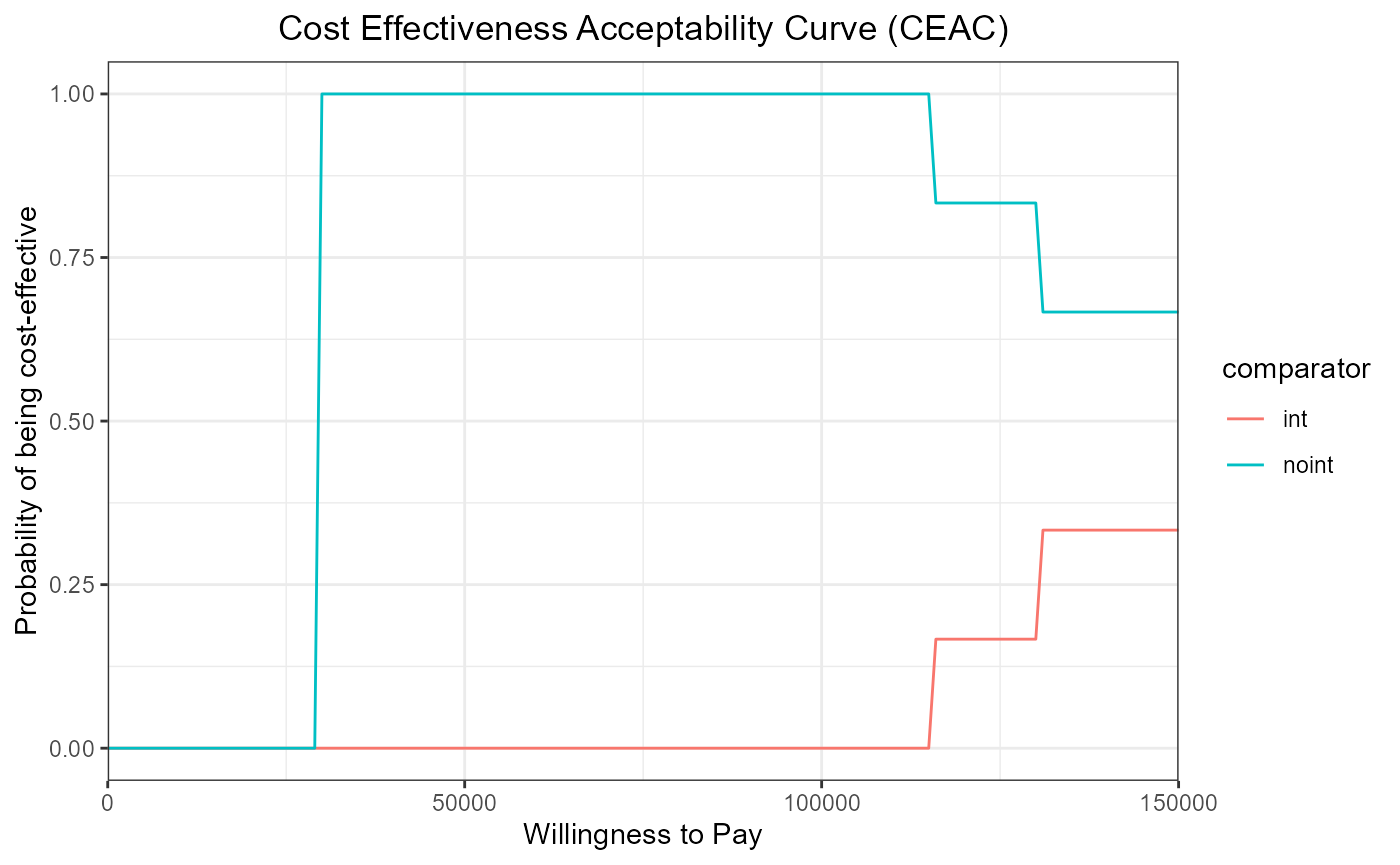 Cost Effectiveness Acceptability Curve (CEAC)
Probability of being cost-effective
1.00
0.75
0.50
0.25
0.00
0
50000
100000
150000
Willingness to Pay
comparator
int
noint